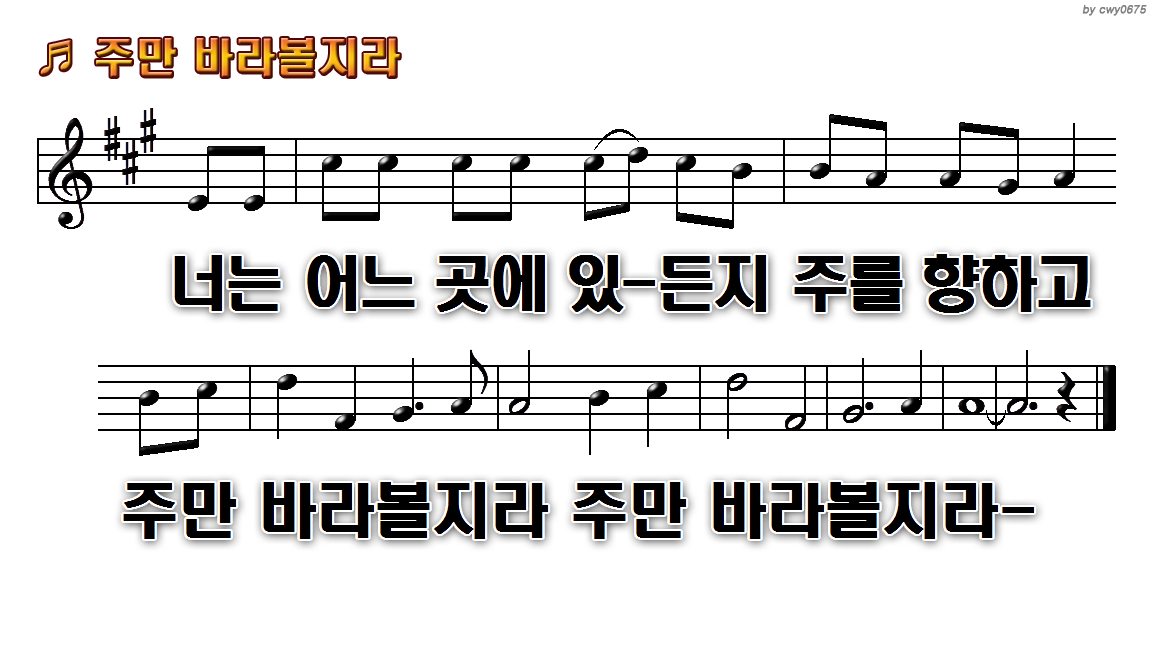 by cwy0675
♬ 주만 바라볼지라
너는 어느 곳에 있-든지 주를 향하고
주만 바라볼지라 주만 바라볼지라-